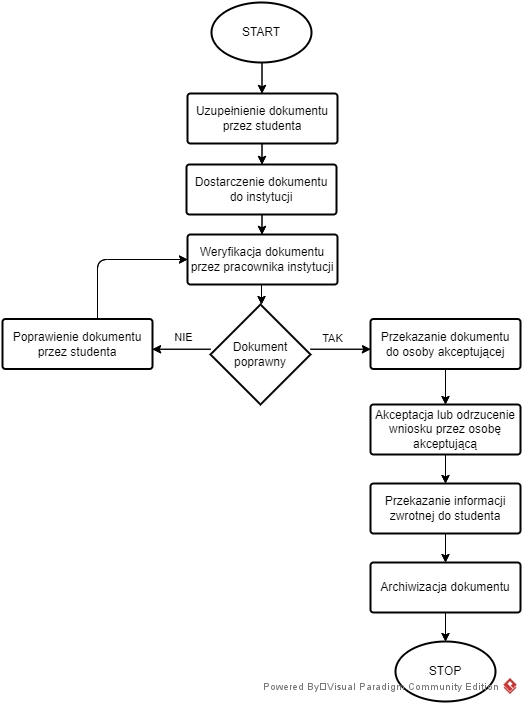 START
Uzupełnienie dokumentu
przez studenta
Dostarczenie dokumentu
do instytucji
Weryfikacja dokumentu
przez pracownika instytucji
Poprawienie dokumentu
przez studenta
NIE
Dokument
poprawny
TAK
Przekazanie dokumentu
do osoby akceptującej
Akceptacja lub odrzucenie
wniosku przez osobę
akceptującą
Przekazanie informacji
zwrotnej do studenta
Archiwizacja dokumentu
STOP
Powered By Visual Paradigm Community Edition